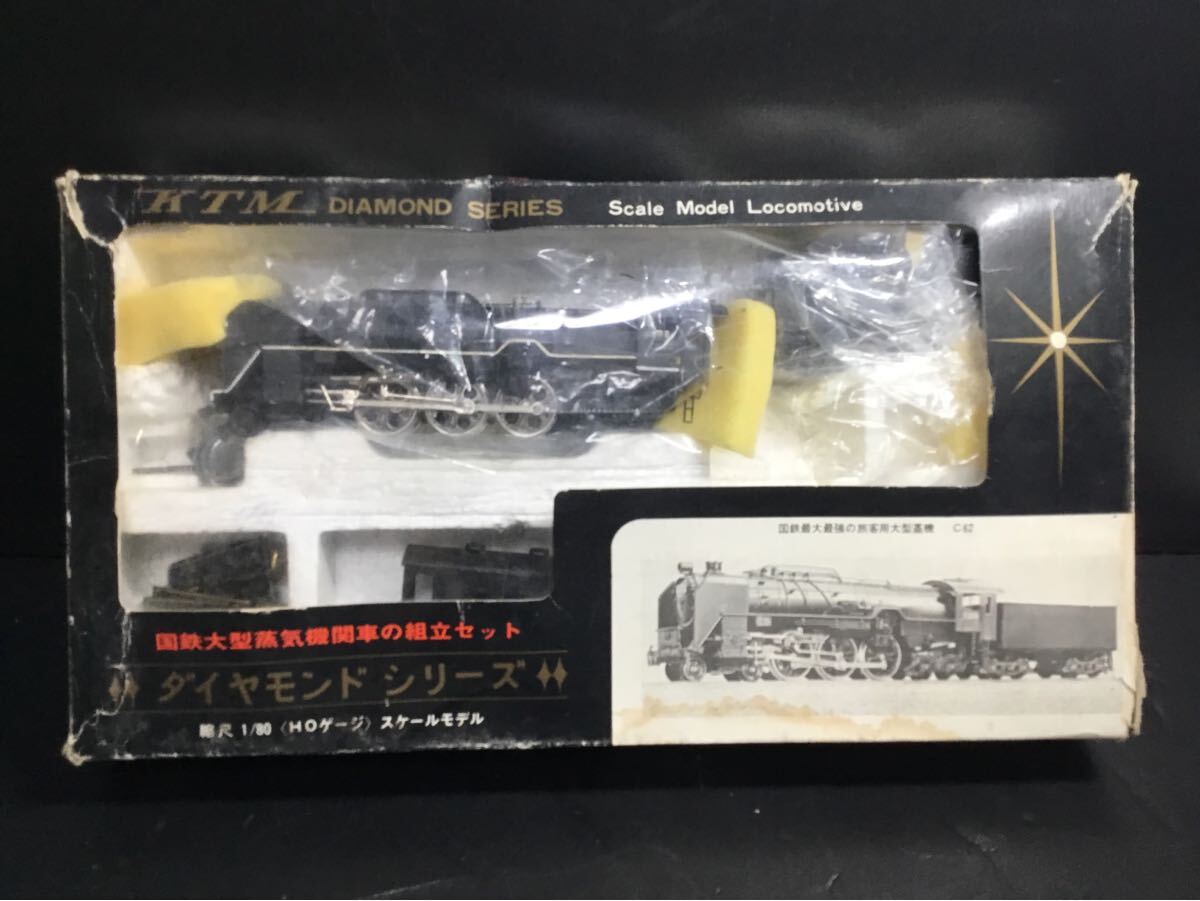 KTM DIAMOND SERIES Scale Model Locomotive
国鉄最大最強の旅客用大型蒸機 C-62
国鉄大型蒸気機関車の組立セット
ダイヤモンドシリーズ
縮尺 1/80 〈HOゲージ〉 スケールモデル